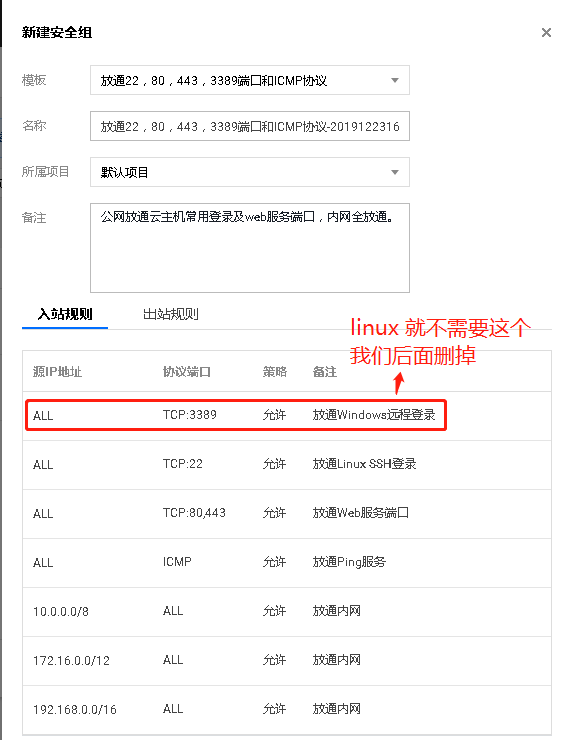 新建安全组
模板 放通22，80，443，3389端口和ICMP协议
名称 放通22，80，443，3389端口和ICMP协议-2019122316
所属项目 默认项目
备注 公网放通云主机常用登录及web服务端口，内网全放通。
入站规则 出站规则
linux 就不需要这个
我们后面删掉
源IP地址 协议端口 策略 备注
ALL TCP:3389 允许 放通Windows远程登录
ALL TCP:22 允许 放通Linux SSH登录
ALL TCP:80,443 允许 放通Web服务端口
ALL ICMP 允许 放通Ping服务
10.0.0.0/8 ALL 允许 放通内网
172.16.0.0/12 ALL 允许 放通内网
192.168.0.0/16 ALL 允许 放通内网